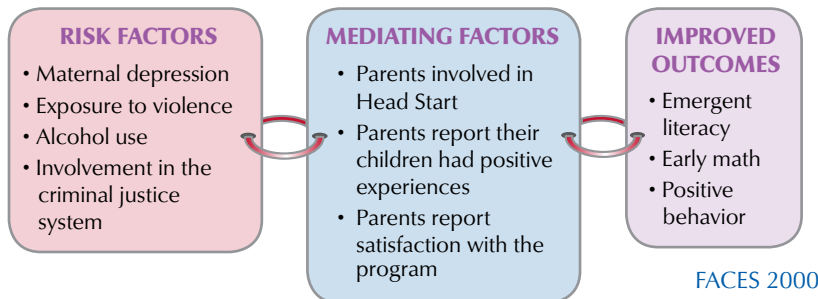 RISK FACTORS
• Maternal depression
• Exposure to violence
• Alcohol use
• Involvement in the
criminal justice
system
MEDIATING FACTORS
• Parents involved in
Head Start
• Parents report their
children had positive
experiences
• Parents report
satisfaction with the
program
IMPROVED
OUTCOMES
• Emergent
literacy
• Early math
• Positive
behavior
FACES 2000